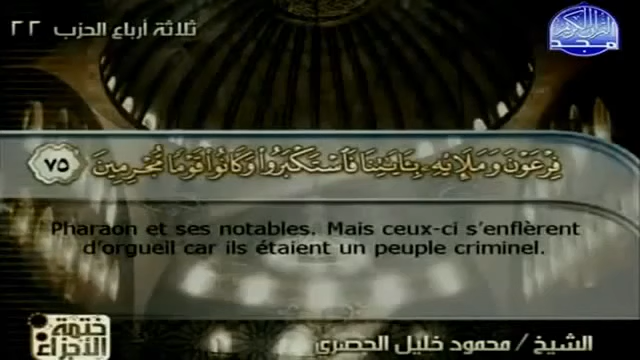 ثلاثة أرباع الحزب ٢٢
القرآن الكريم
مجد
فِرْعَوْنَ وَمَلَإِيْهِۦ بِـَٔايَـٰتِنَا فَٱسْتَكْبَرُوا۟ وَكَانُوا۟ قَوْمًا مُّجْرِمِينَ ٧٥
Pharaon et ses notables. Mais ceux-ci s'enflèrent
d'orgueil car ils étaient un peuple criminel.
ختمة
الأجزاء
الشيخ / محمود خليل الحصري